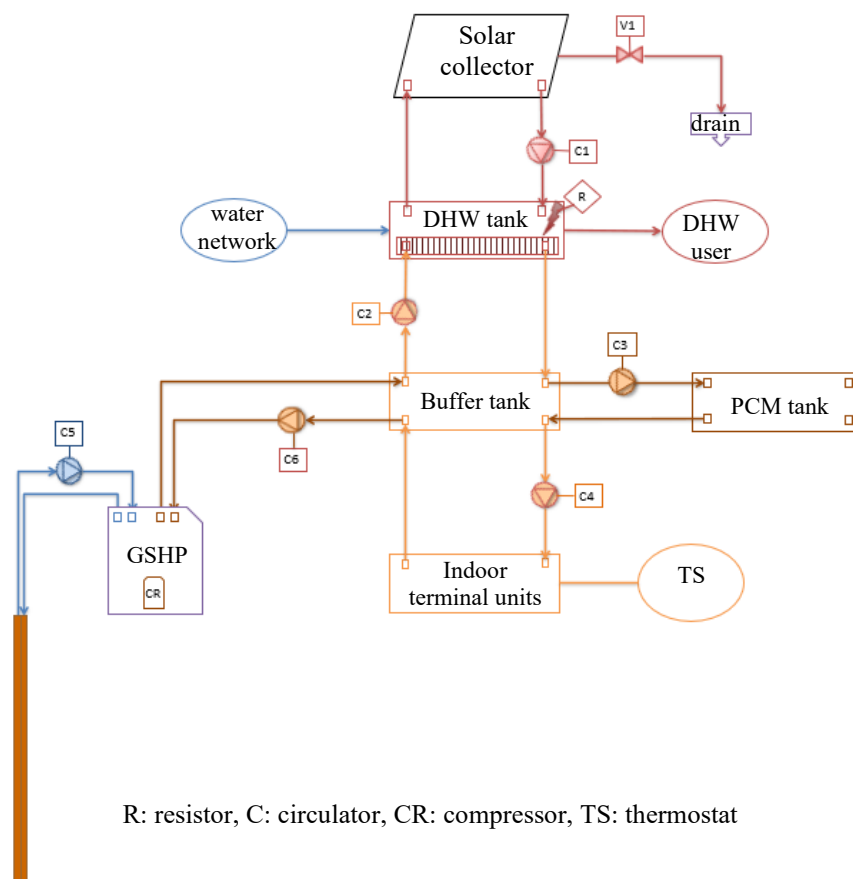 V1
Solar
collector
drain
C1
R
water
network
DHW tank
DHW
user
C2
C3
Buffer tank
PCM tank
C5
C6
C4
GSHP
CR
Indoor
terminal units
TS
R: resistor, C: circulator, CR: compressor, TS: thermostat